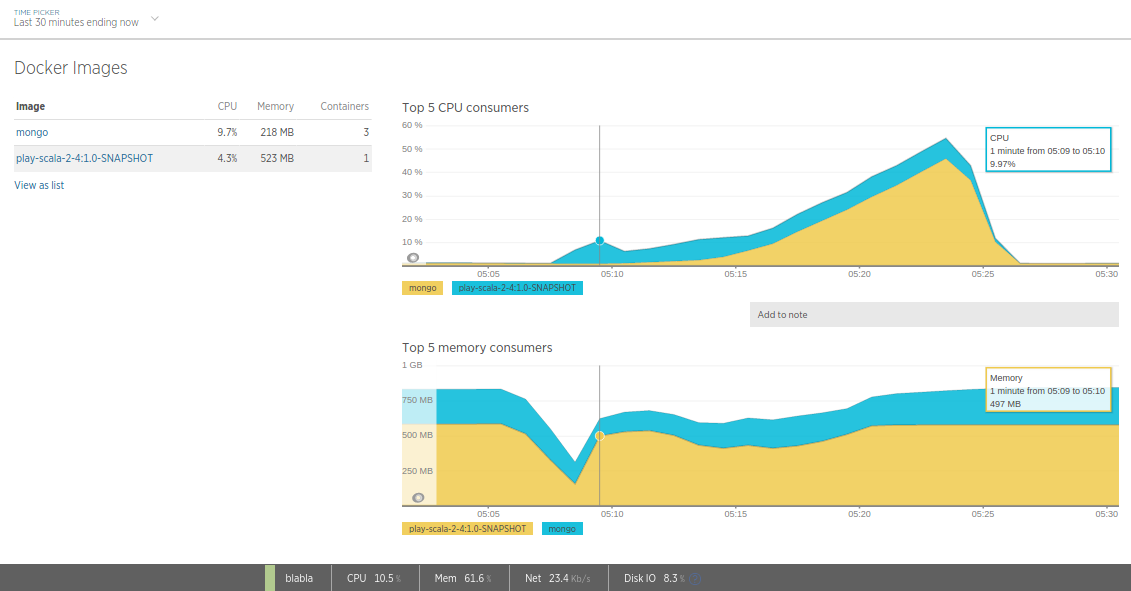 TIME PICKER
Last 30 minutes ending now
Docker Images
Image CPU Memory Containers
mongo 9.7% 218 MB 3
play-scala-2-4:1.0-SNAPSHOT 4.3% 523 MB 1
View as list
Top 5 CPU consumers
60 %
50 %
40 %
30 %
20 %
10 %
CPU
1 minute from 05:09 to 05:10
9.97%
05:05 05:10 05:15 05:20 05:25 05:30
mongo play-scala-2-4:1.0-SNAPSHOT
Add to note
Top 5 memory consumers
1 GB
750 MB
500 MB
250 MB
Memory
1 minute from 05:09 to 05:10
497 MB
05:05 05:10 05:15 05:20 05:25 05:30
play-scala-2-4:1.0-SNAPSHOT mongo
blabla CPU 10.5 % Mem 61.6 % Net 23.4 Kb/s Disk IO 8.3 %